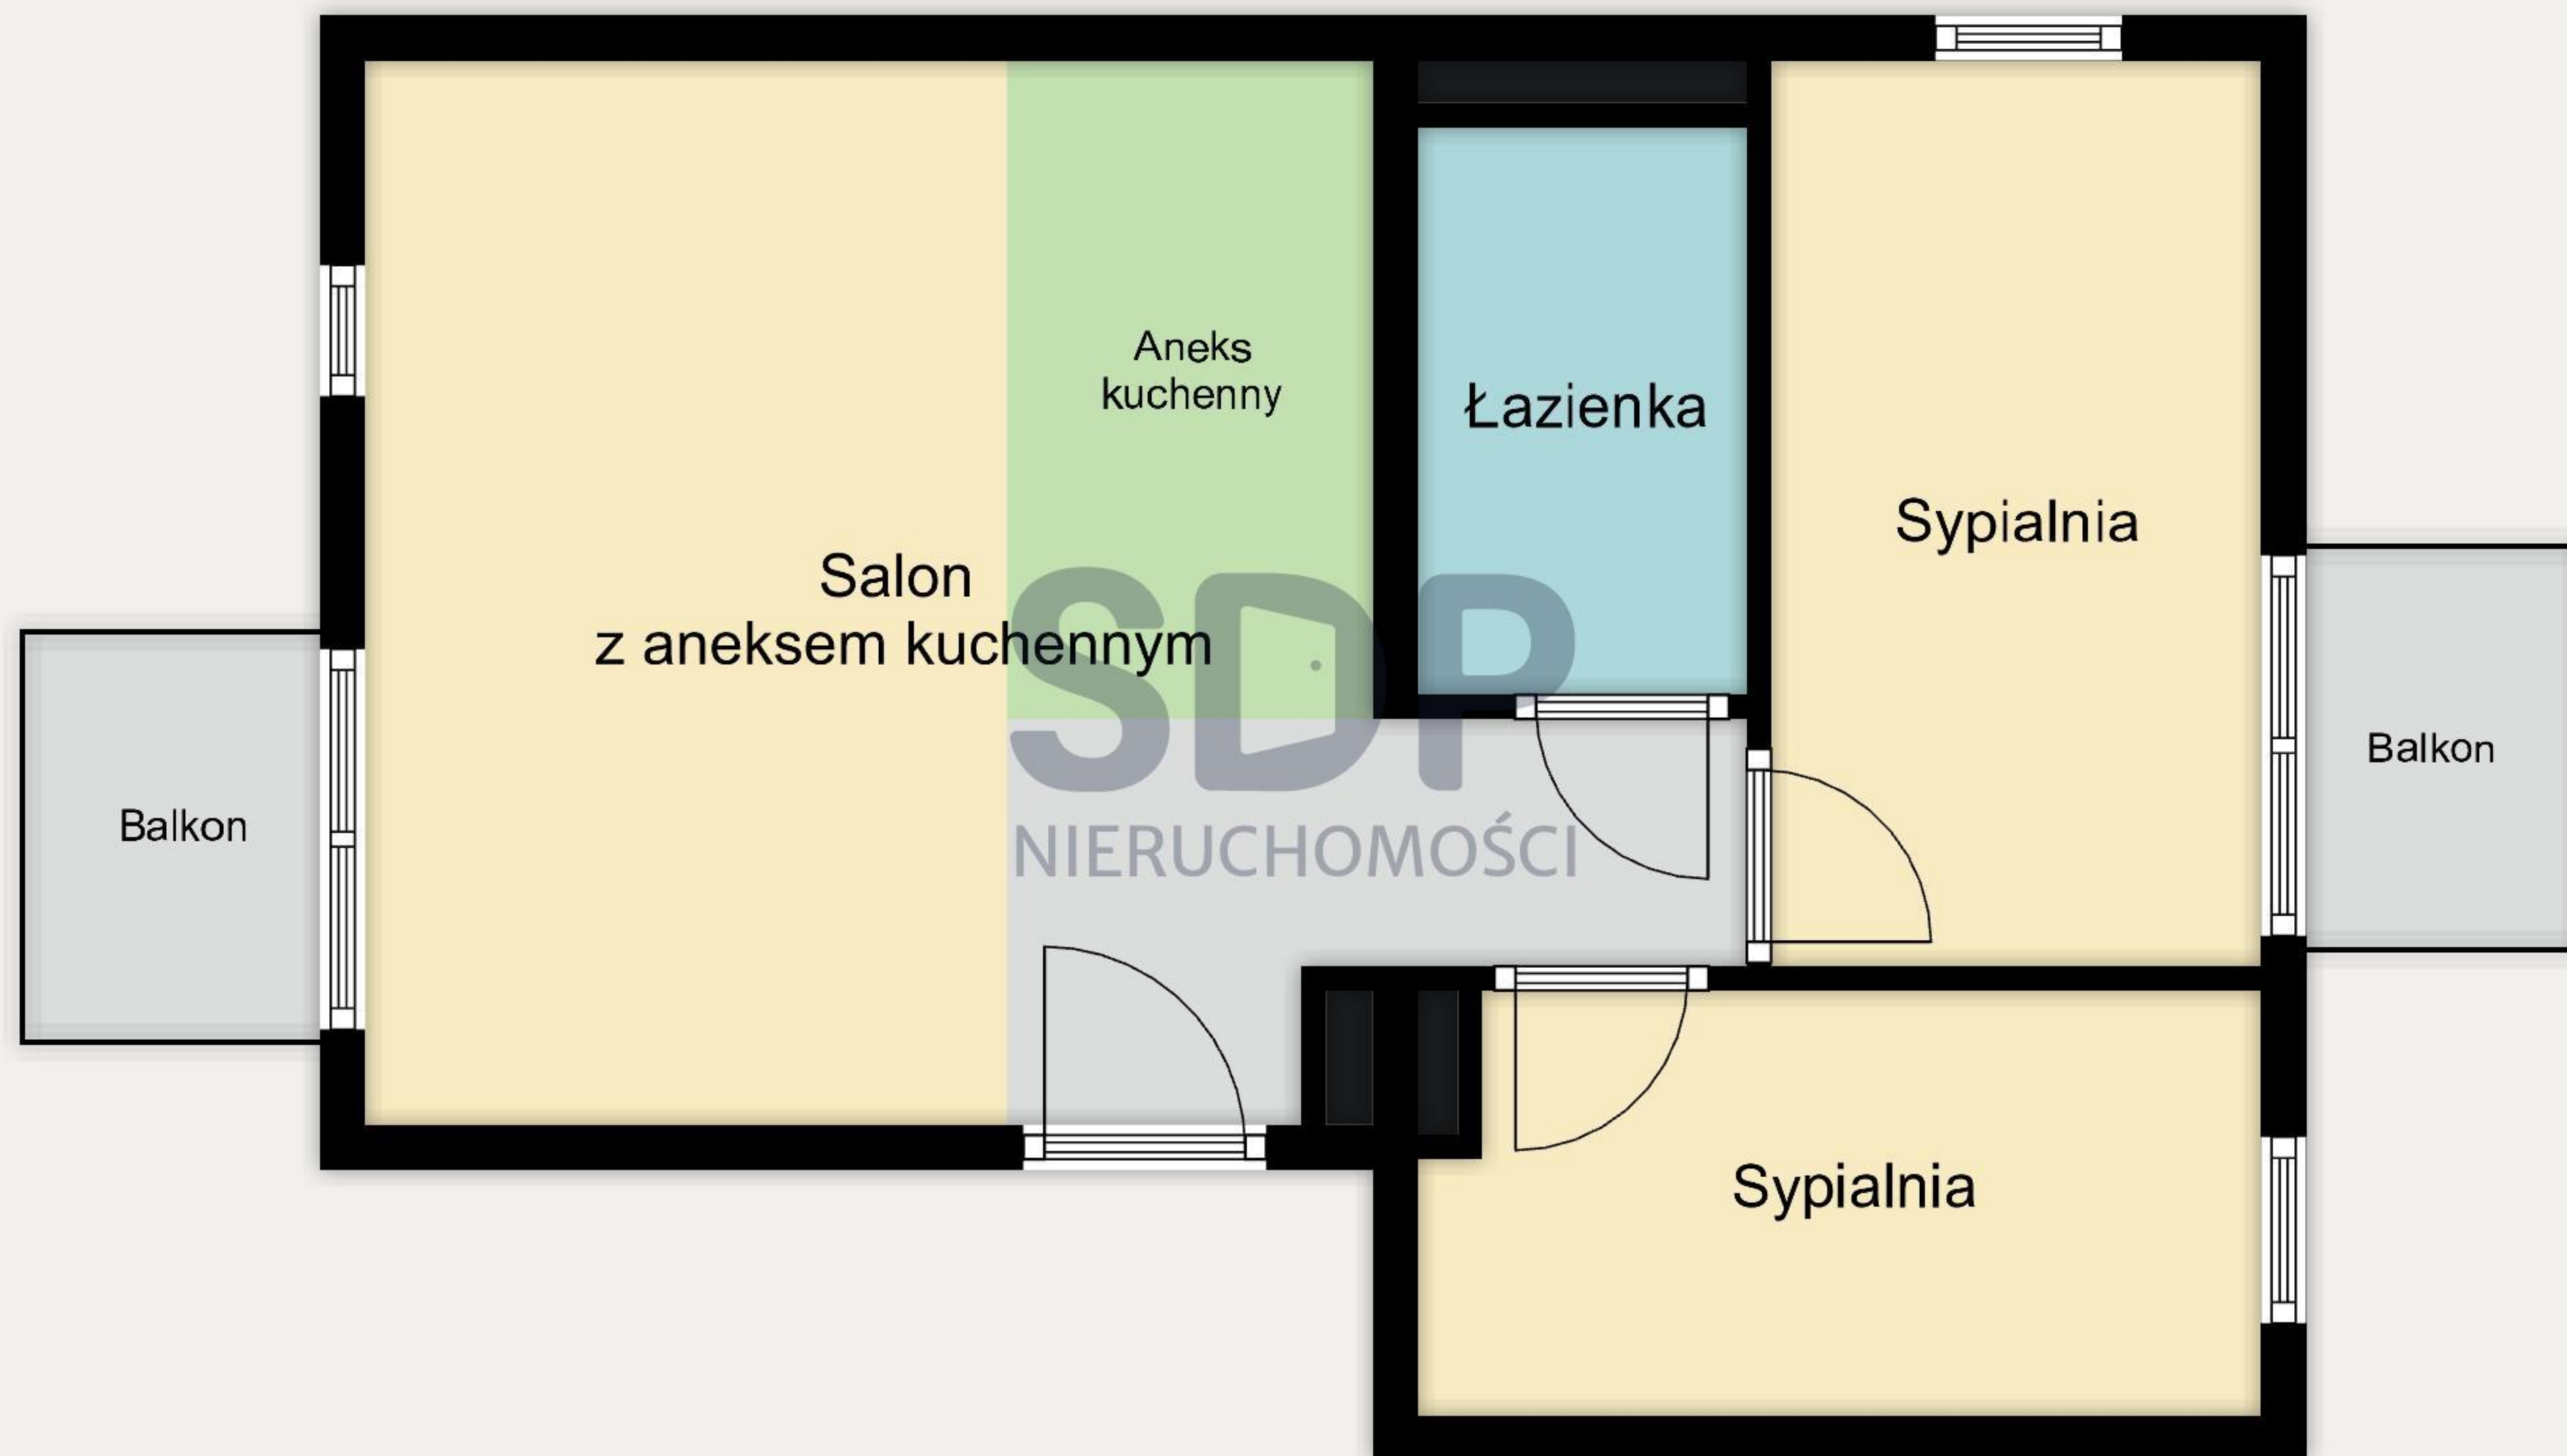 Aneks
kuchenny
Łazienka
Sypialnia
Salon
z aneksem kuchennym
SDP
NIERUCHOMOŚCI
Balkon
Balkon
Sypialnia